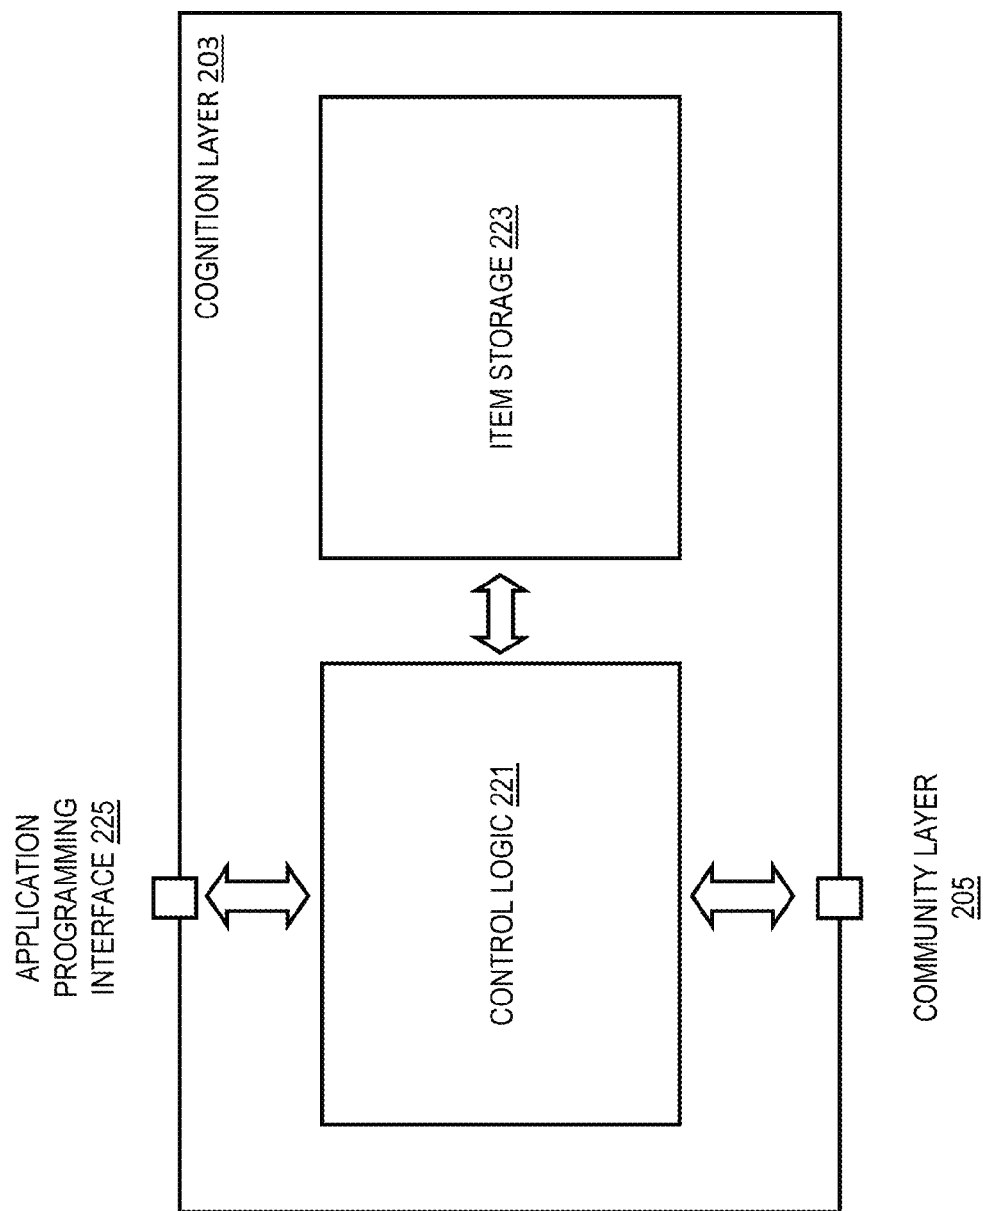 COGNITION LAYER 203
APPLICATION
PROGRAMMING
INTERFACE 225
CONTROL LOGIC 221
ITEM STORAGE 223
COMMUNITY LAYER
205